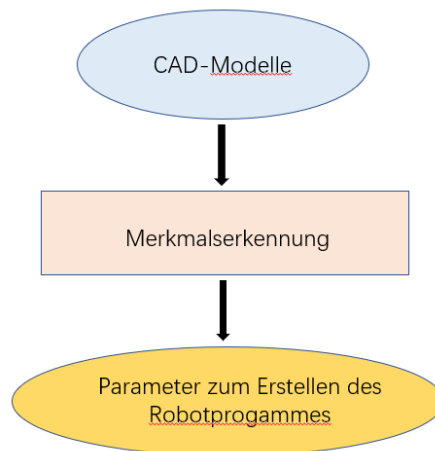 CAD-Modelle
Merkmalserkennung
Parameter zum Erstellen des
Robotprogammes